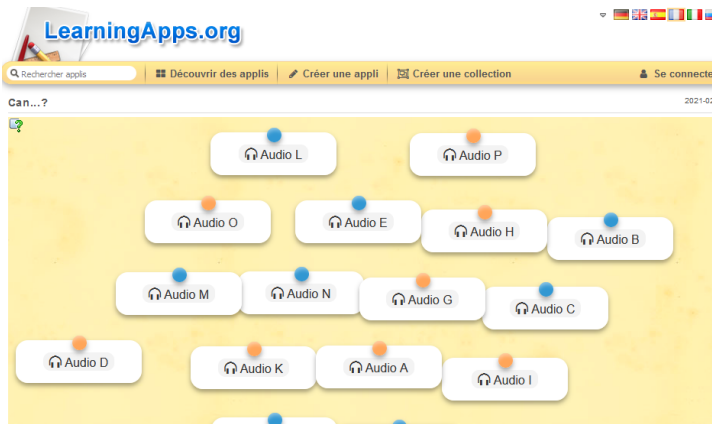 LearningApps.org
Rechercher applis
Découvrir des applis
Créer une appli
Créer une collection
Se connecte
Can...?
2021-02
Audio L
Audio P
Audio O
Audio E
Audio H
Audio B
Audio M
Audio N
Audio G
Audio C
Audio D
Audio K
Audio A
Audio I